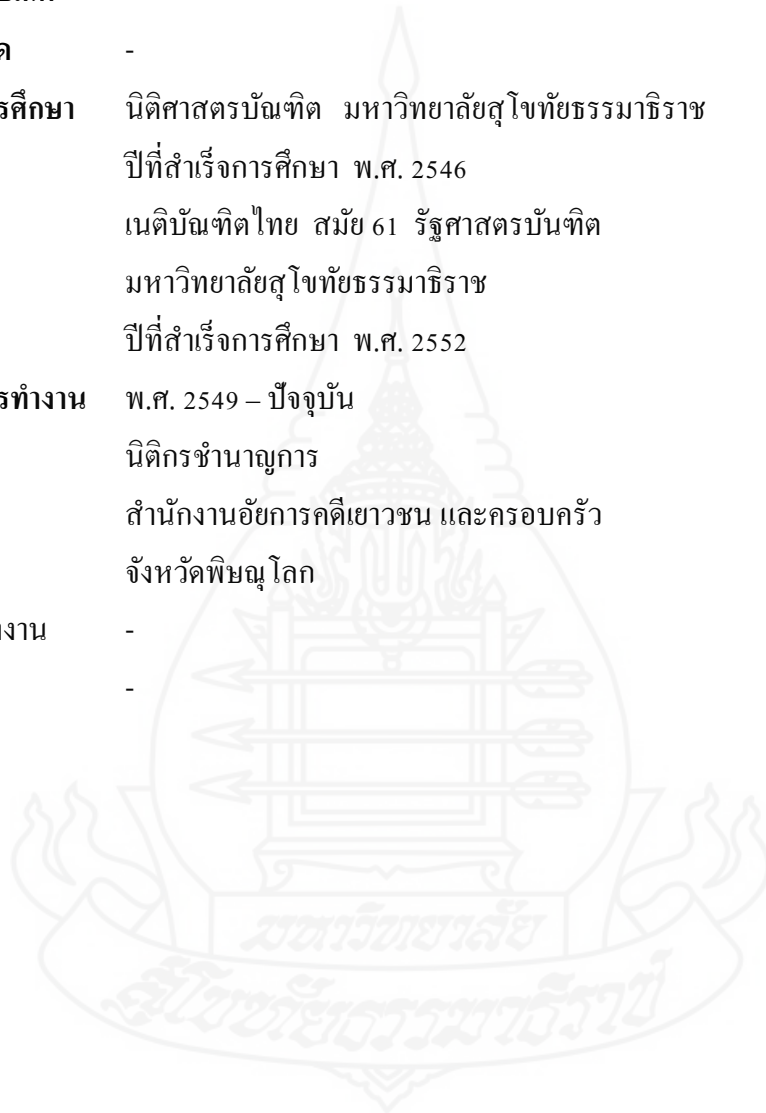 ด -
รศึกษา นิติศาสตรบัณฑิต มหาวิทยาลัยสุโขทัยธรรมาธิราช
ปีที่สำเร็จการศึกษา พ.ศ. 2546
เนติบัณฑิตไทย สมัย 61 รัฐศาสตรบันฑิต
มหาวิทยาลัยสุโขทัยธรรมาธิราช
ปีที่สำเร็จการศึกษา พ.ศ. 2552
รทำงาน พ.ศ. 2549 – ปัจจุบัน
นิติกรชำนาญการ
สำนักงานอัยการคดีเยาวชน และครอบครัว
จังหวัดพิษณุโลก
งาน -
-
มหาวิทยาลัย
สุโขทัยธรรมาธิราช